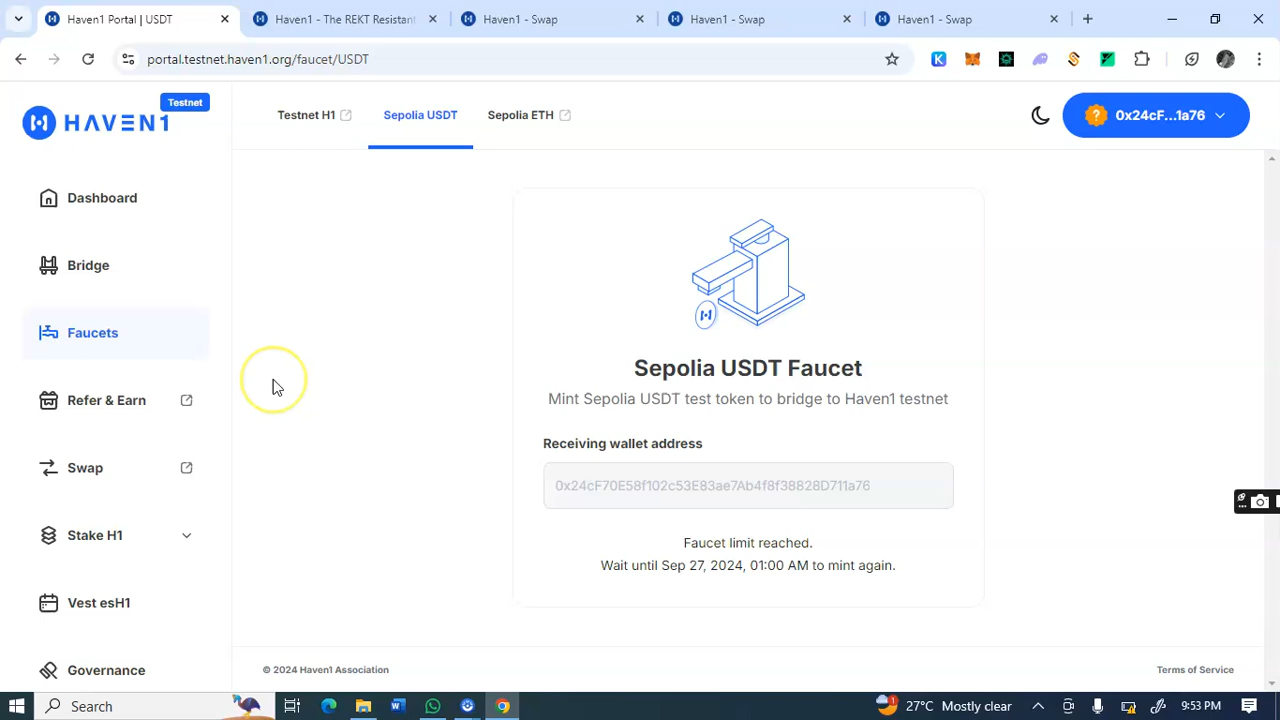 Haven1 Portal | USDT
Haven1 - The REKT Resistant
Haven1 - Swap
Haven1 - Swap
Haven1 - Swap
portal.testnet.haven1.org/faucet/USDT
Testnet
HAVEN1
Testnet H1
Sepolia USDT
Sepolia ETH
0x24cF...1a76
Dashboard
Bridge
Faucets
Refer & Earn
Swap
Stake H1
Vest esH1
Governance
Sepolia USDT Faucet
Mint Sepolia USDT test token to bridge to Haven1 testnet
Receiving wallet address
0x24cF70E58f102c53E83ae7Ab4f8f38828D711a76
Faucet limit reached.
Wait until Sep 27, 2024, 01:00 AM to mint again.
© 2024 Haven1 Association
Terms of Service
Search
1
27°C Mostly clear
9:53 PM